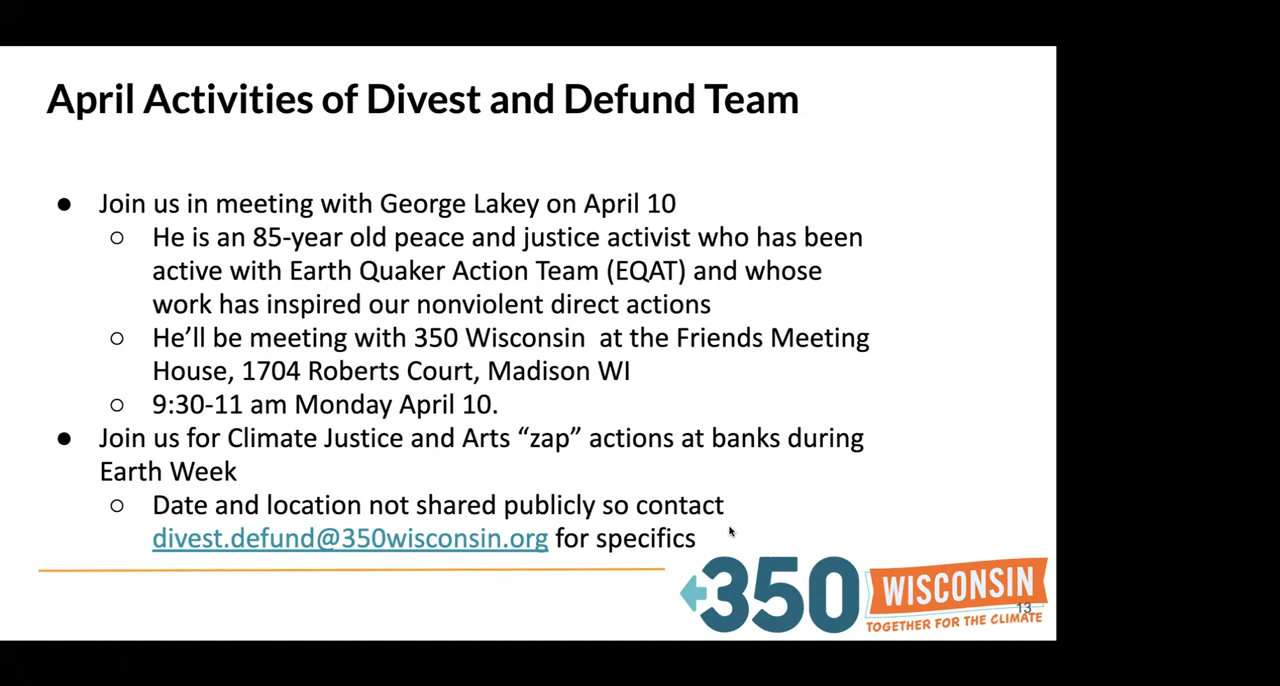 April Activities of Divest and Defund Team
● Join us in meeting with George Lakey on April 10
○ He is an 85-year old peace and justice activist who has been
active with Earth Quaker Action Team (EQAT) and whose
work has inspired our nonviolent direct actions
○ He’ll be meeting with 350 Wisconsin at the Friends Meeting
House, 1704 Roberts Court, Madison WI
○ 9:30-11 am Monday April 10.
● Join us for Climate Justice and Arts “zap” actions at banks during
Earth Week
○ Date and location not shared publicly so contact
divest.defund@350wisconsin.org for specifics
350 WISCONSIN
13
TOGETHER FOR THE CLIMATE